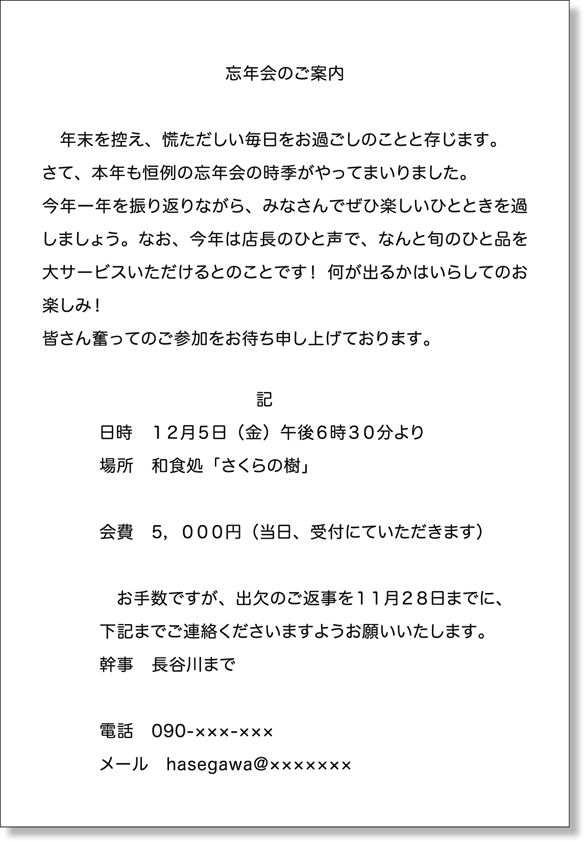 忘年会のご案内
　年末を控え、慌ただしい毎日をお過ごしのことと存じます。
さて、本年も恒例の忘年会の時季がやってまいりました。
今年一年を振り返りながら、みなさんでぜひ楽しいひとときを過
しましょう。なお、今年は店長のひと声で、なんと旬のひと品を
大サービスいただけるとのことです！何が出るかはいらしてのお
楽しみ！
皆さん奮ってのご参加をお待ち申し上げております。
記
日時　１２月５日（金）午後６時３０分より
場所　和食処「さくらの樹」
会費　５，０００円（当日、受付にていただきます）
　お手数ですが、出欠のご返事を１１月２８日までに、
下記までご連絡くださいますようお願いいたします。
幹事　長谷川まで
電話　090-×××-×××
メール　hasegawa@×××××××